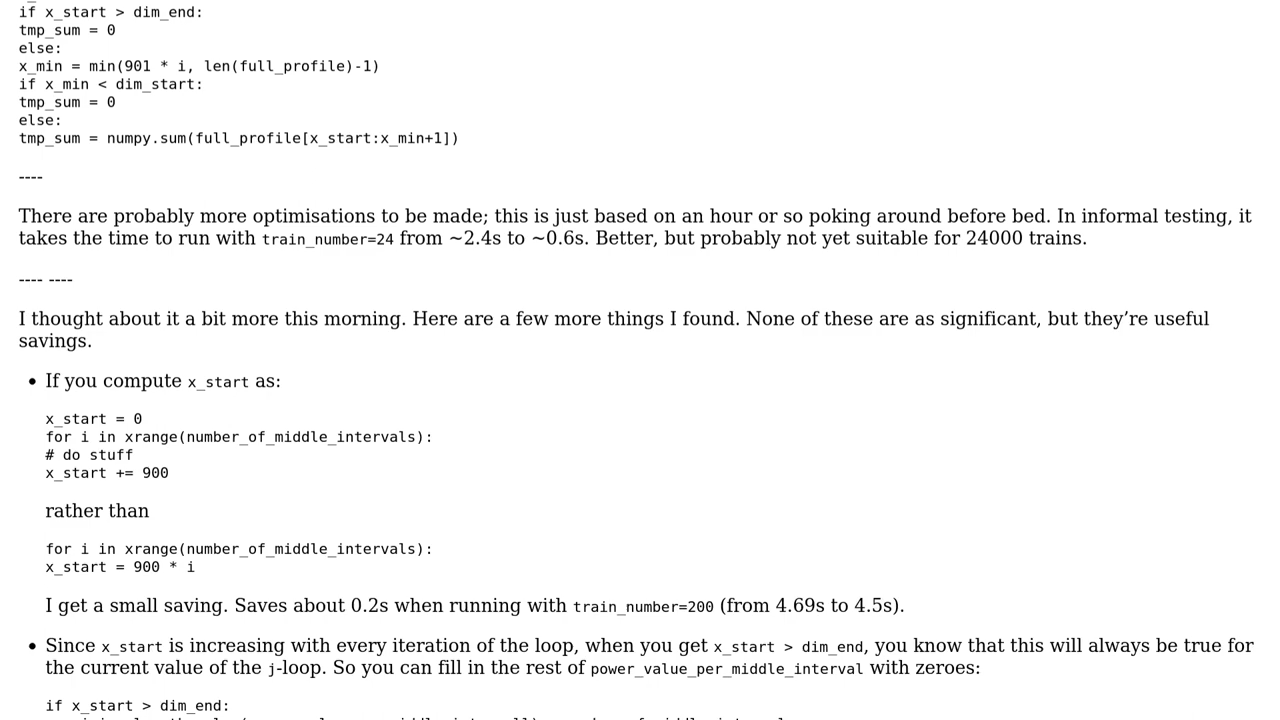 if x_start > dim_end:
tmp_sum = 0
else:
x_min = min(901 * i, len(full_profile)-1)
if x_min < dim_start:
tmp_sum = 0
else:
tmp_sum = numpy.sum(full_profile[x_start:x_min+1])
----
There are probably more optimisations to be made; this is just based on an hour or so poking around before bed. In informal testing, it
takes the time to run with train_number=24 from ~2.4s to ~0.6s. Better, but probably not yet suitable for 24000 trains.
---- ----
I thought about it a bit more this morning. Here are a few more things I found. None of these are as significant, but they’re useful
savings.
• If you compute x_start as:
x_start = 0
for i in xrange(number_of_middle_intervals):
# do stuff
x_start += 900
rather than
for i in xrange(number_of_middle_intervals):
x_start = 900 * i
I get a small saving. Saves about 0.2s when running with train_number=200 (from 4.69s to 4.5s).
• Since x_start is increasing with every iteration of the loop, when you get x_start > dim_end, you know that this will always be true for
the current value of the j-loop. So you can fill in the rest of power_value_per_middle_interval with zeroes:
if x_start > dim_end: